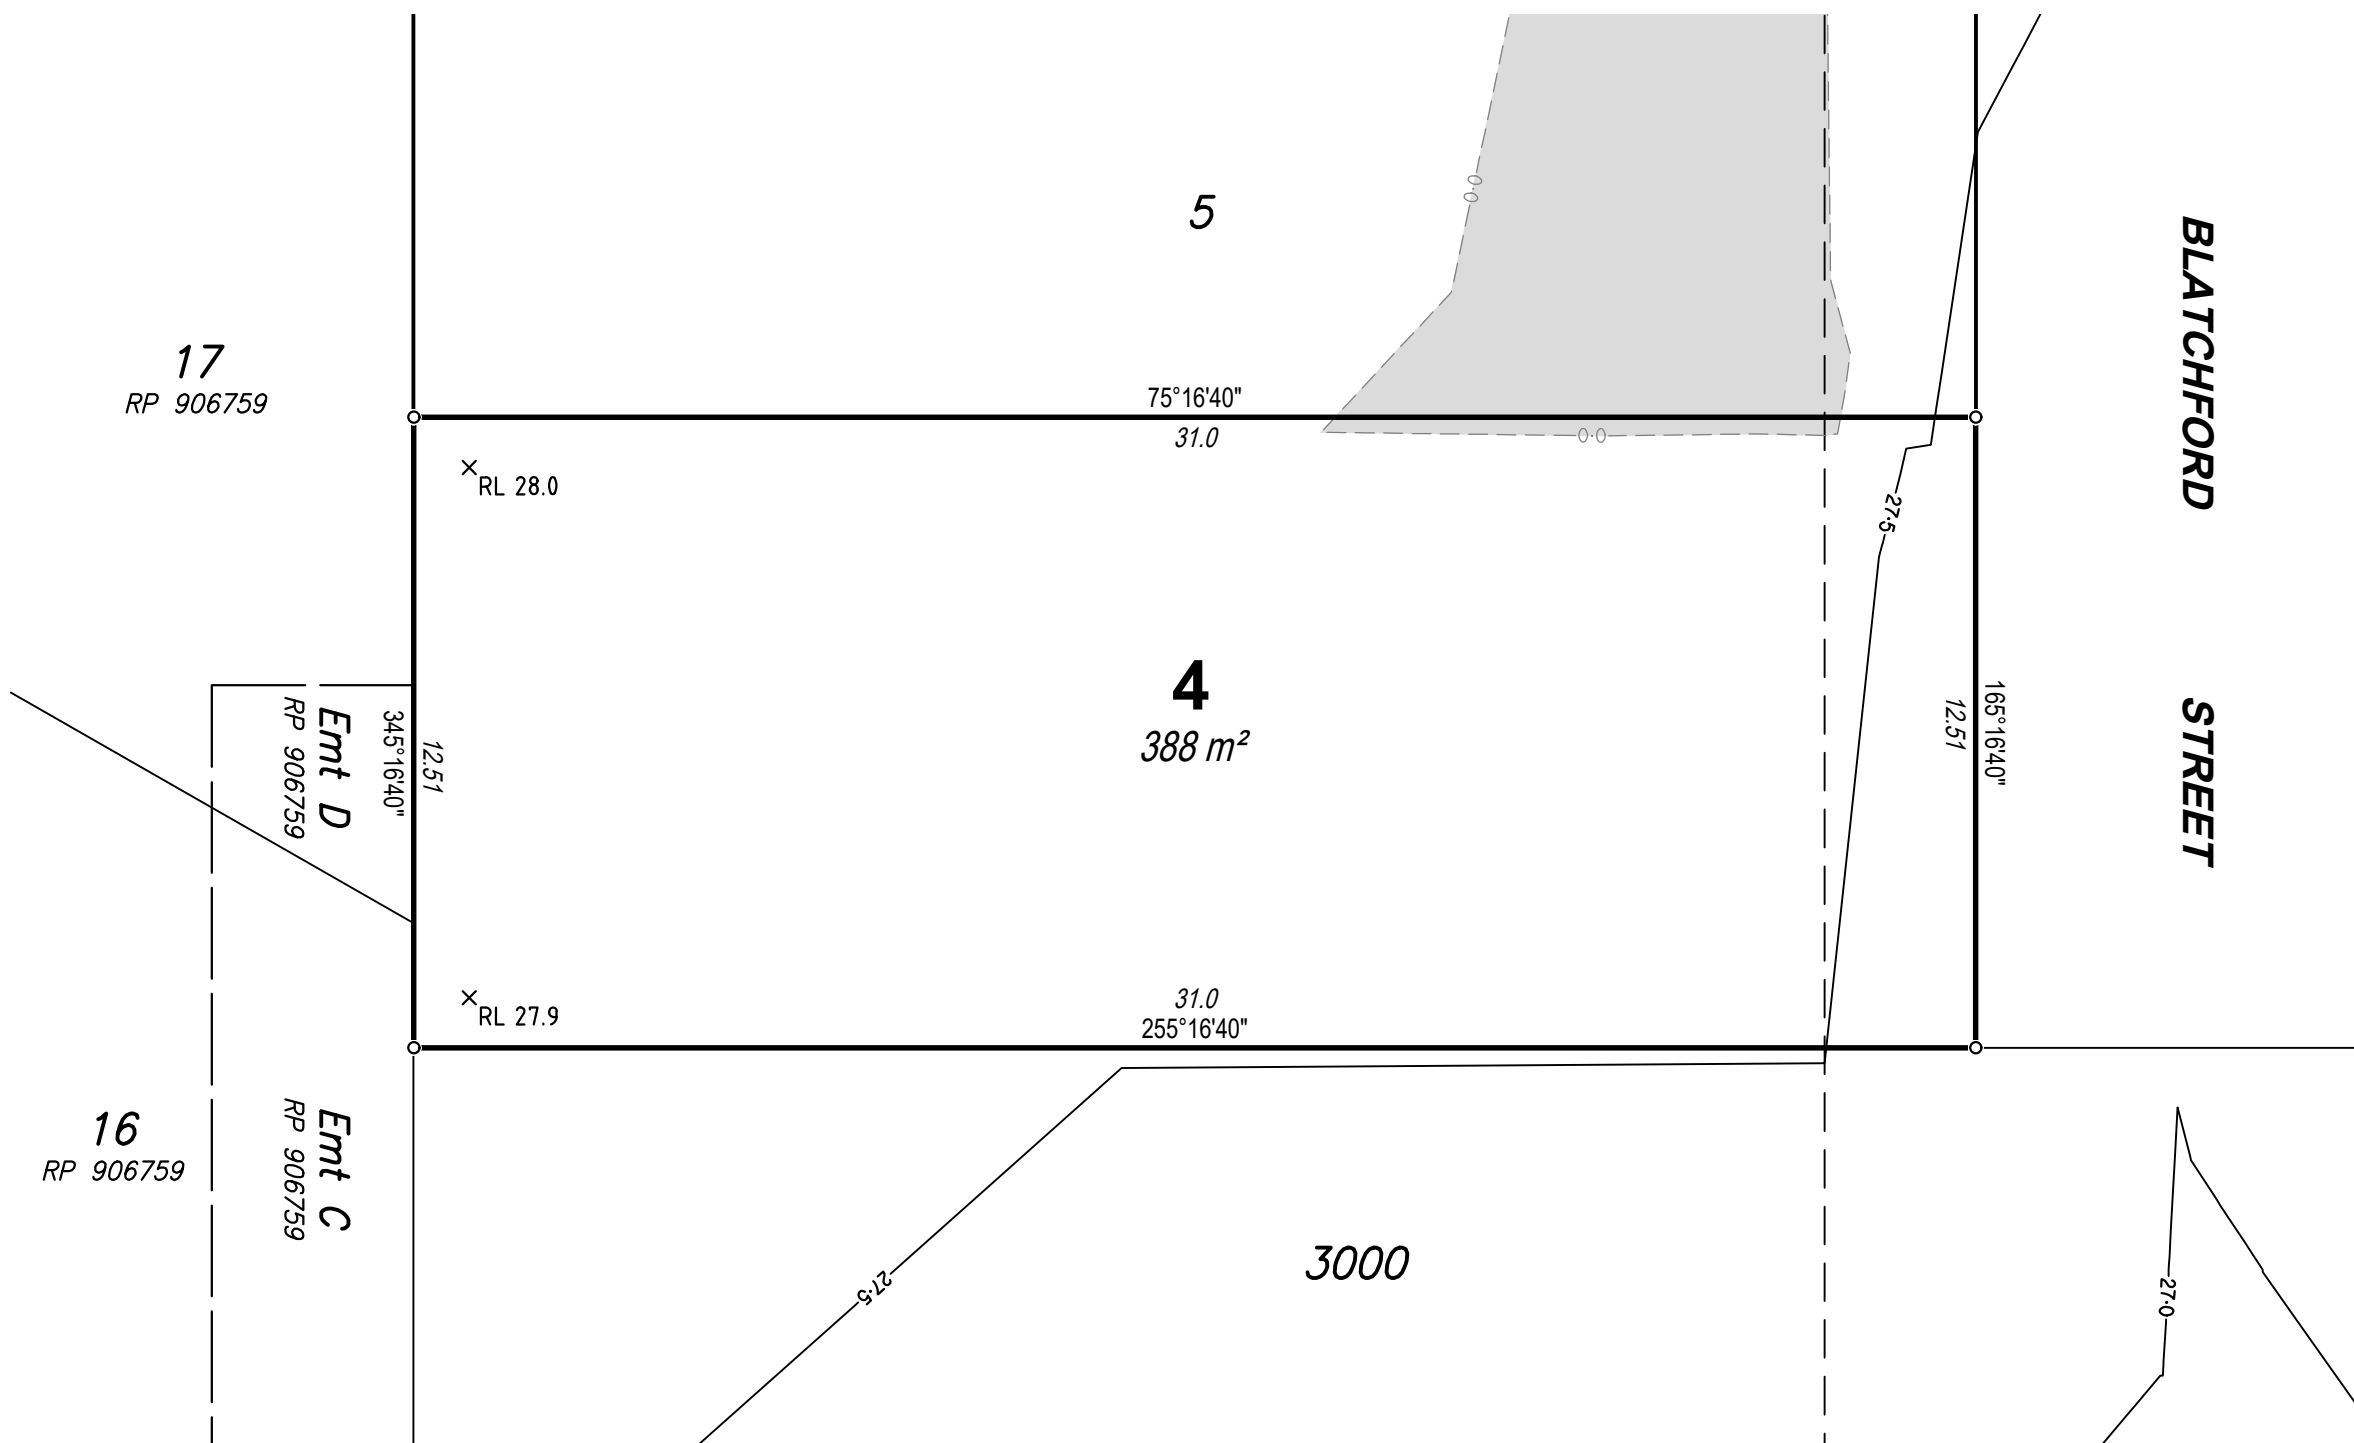 5
0·0
BLATCHFORD STREET
17
RP 906759
75°16'40"
31.0
0·0
RL 28.0
27·5
4
388 m²
Emt D
RP 906759
345°16'40"
12.51
12.51
165°16'40"
RL 27.9
31.0
255°16'40"
16
RP 906759
Emt C
RP 906759
3000
27·5
27·0